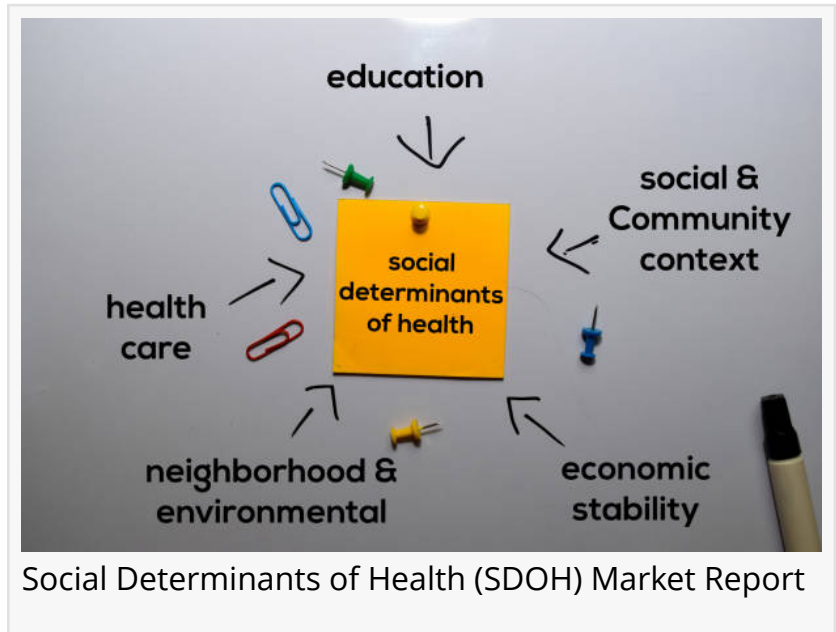 education
social &
Community
context
social
determinants
of health
health
care
neighborhood &
environmental
economic
stability
Social Determinants of Health (SDOH) Market Report